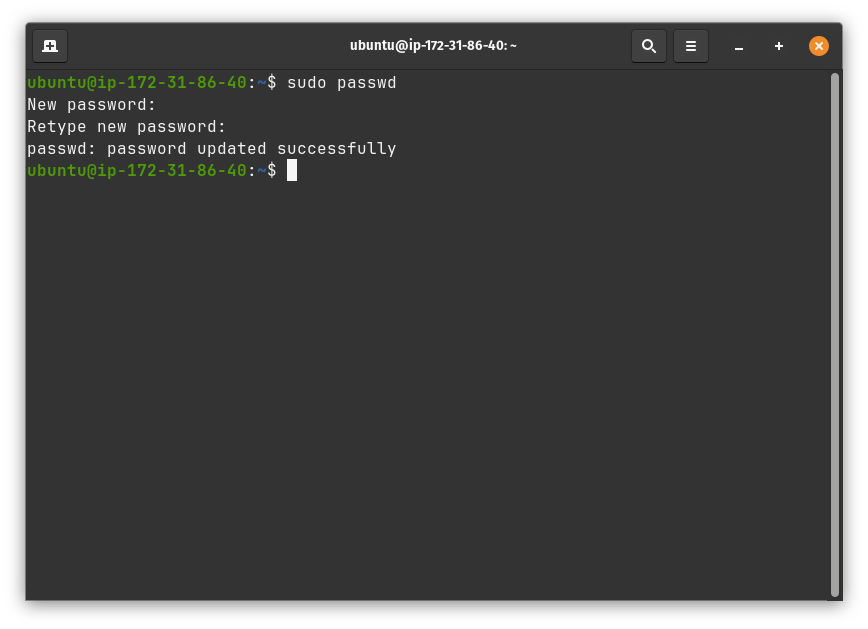 ubuntu@ip-172-31-86-40: ~
ubuntu@ip-172-31-86-40:~$ sudo passwd
New password:
Retype new password:
passwd: password updated successfully
ubuntu@ip-172-31-86-40:~$